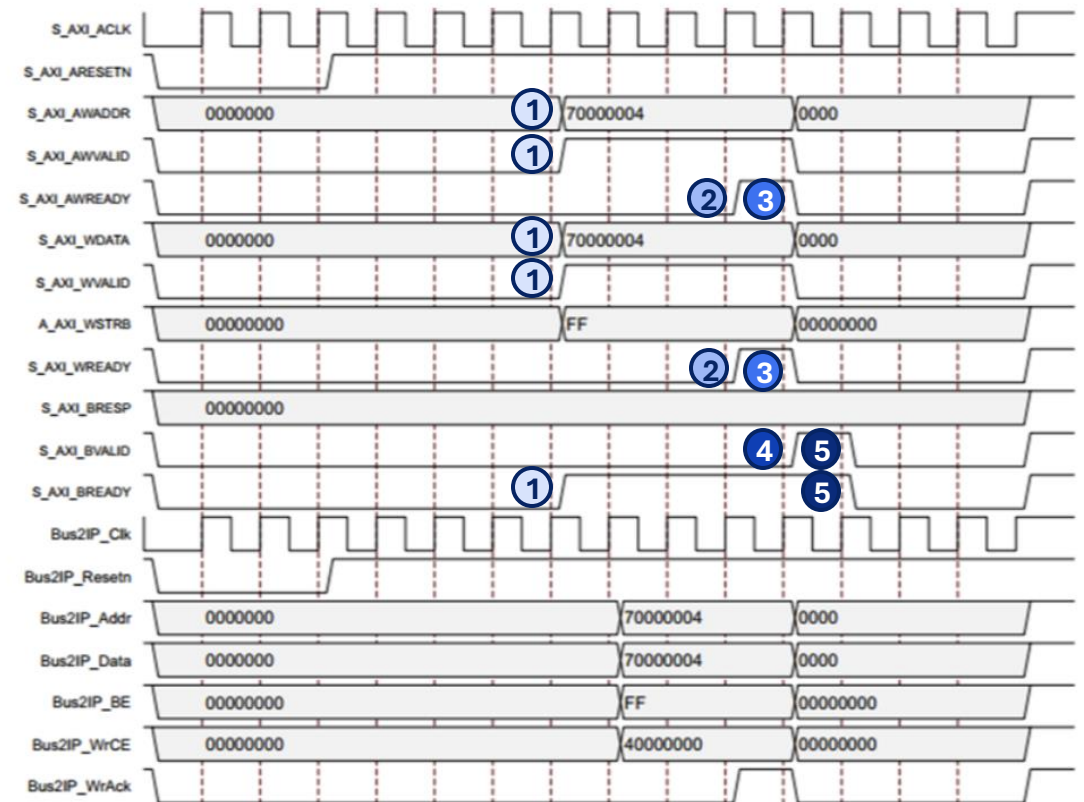 S_AXI_ACLK
S_AXI_ARESETN
S_AXI_AWADDR 0000000 1 70000004 0000
S_AXI_AWVALID 1
S_AXI_AWREADY 2 3
S_AXI_WDATA 0000000 1 70000004 0000
S_AXI_WVALID 1
A_AXI_WSTRB 00000000 FF 00000000
S_AXI_WREADY 2 3
S_AXI_BRESP 00000000
S_AXI_BVALID 4 5
S_AXI_BREADY 1 5
Bus2IP_Clk
Bus2IP_Resetn
Bus2IP_Addr 0000000 70000004 0000
Bus2IP_Data 0000000 70000004 0000
Bus2IP_BE 00000000 FF 00000000
Bus2IP_WrCE 00000000 40000000 00000000
Bus2IP_WrAck